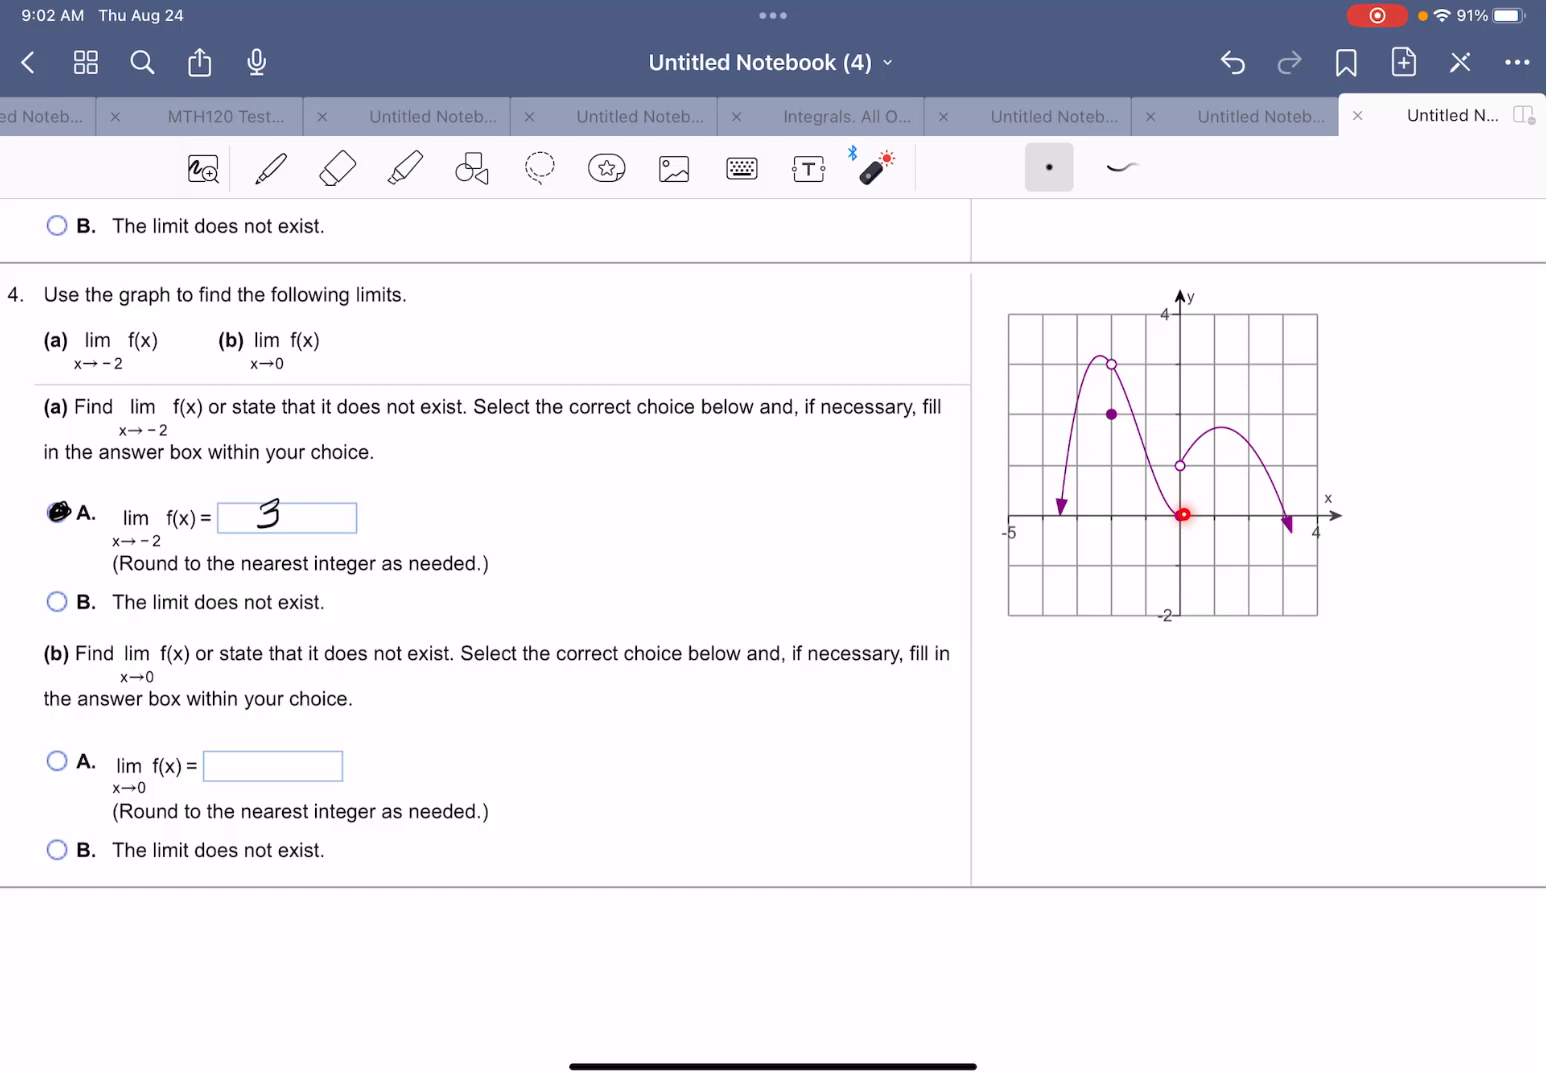 9:02 AM Thu Aug 24
91%
Untitled Notebook (4)
ed Noteb...
MTH120 Test...
Untitled Noteb...
Untitled Noteb...
Integrals. All O...
Untitled Noteb...
Untitled Noteb...
Untitled N...
T
B. The limit does not exist.
4. Use the graph to find the following limits.
(a) lim f(x) (b) lim f(x)
x→ -2 x→0
(a) Find lim f(x) or state that it does not exist. Select the correct choice below and, if necessary, fill
x→ -2
in the answer box within your choice.
A. lim f(x) = 3
x→ -2
(Round to the nearest integer as needed.)
B. The limit does not exist.
(b) Find lim f(x) or state that it does not exist. Select the correct choice below and, if necessary, fill in
x→0
the answer box within your choice.
A. lim f(x) =
x→0
(Round to the nearest integer as needed.)
B. The limit does not exist.
y
4
x
-5
4
-2